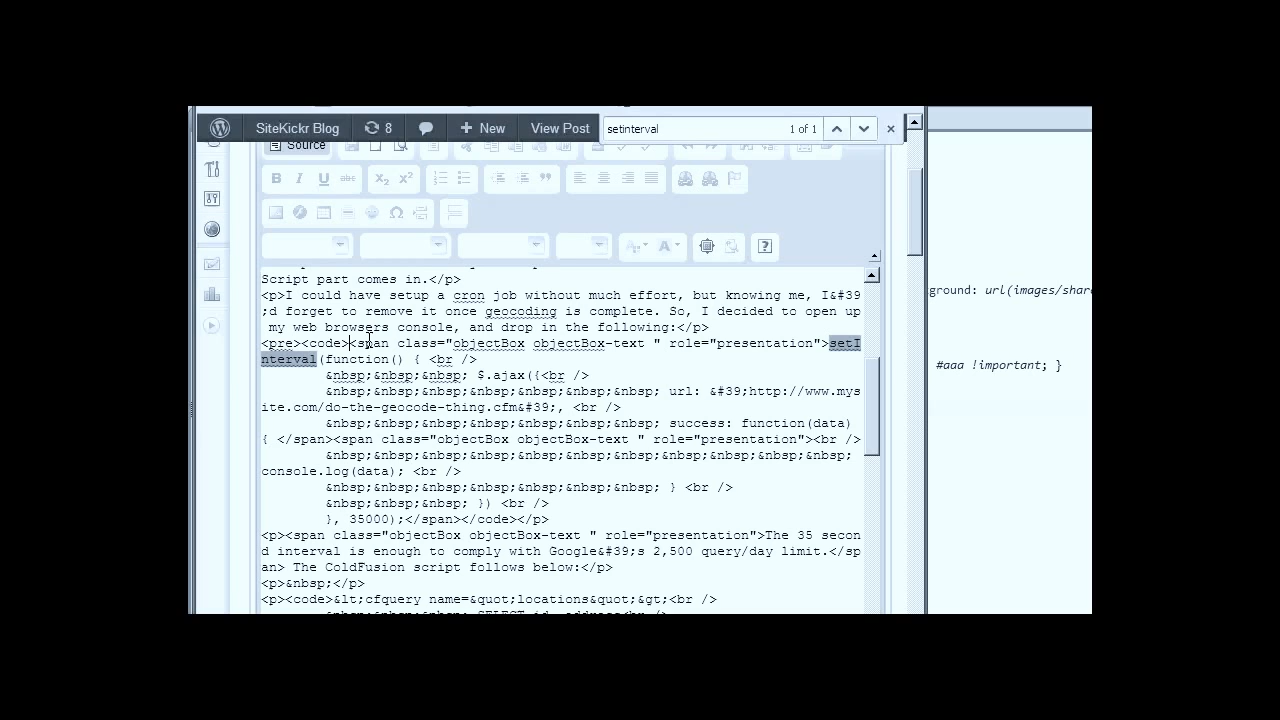 SiteKickr Blog 8 + New View Post setinterval 1 of 1
Source
B I U abc X2 X2
A A ?
Script part comes in.</p>
<p>I could have setup a cron job without much effort, but knowing me, I&#39
;d forget to remove it once geocoding is complete. So, I decided to open up
my web browsers console, and drop in the following:</p>
<pre><code><span class="objectBox objectBox-text " role="presentation">setI
nterval(function() { <br />
&nbsp;&nbsp;&nbsp; $.ajax({<br />
&nbsp;&nbsp;&nbsp;&nbsp;&nbsp;&nbsp; url: &#39;http://www.mys
ite.com/do-the-geocode-thing.cfm&#39;, <br />
&nbsp;&nbsp;&nbsp;&nbsp;&nbsp;&nbsp; success: function(data)
{ </span><span class="objectBox objectBox-text " role="presentation"><br />
&nbsp;&nbsp;&nbsp;&nbsp;&nbsp;&nbsp;&nbsp;&nbsp;&nbsp;&nbsp;
console.log(data); <br />
&nbsp;&nbsp;&nbsp;&nbsp;&nbsp;&nbsp; } <br />
&nbsp;&nbsp;&nbsp; }) <br />
}, 35000);</span></code></p>
<p><span class="objectBox objectBox-text " role="presentation">The 35 secon
d interval is enough to comply with Google&#39;s 2,500 query/day limit.</sp
an> The ColdFusion script follows below:</p>
<p>&nbsp;</p>
<p><code>&lt;cfquery name=&quot;locations&quot;&gt;<br />
ground: url(images/share
#aaa !important; }